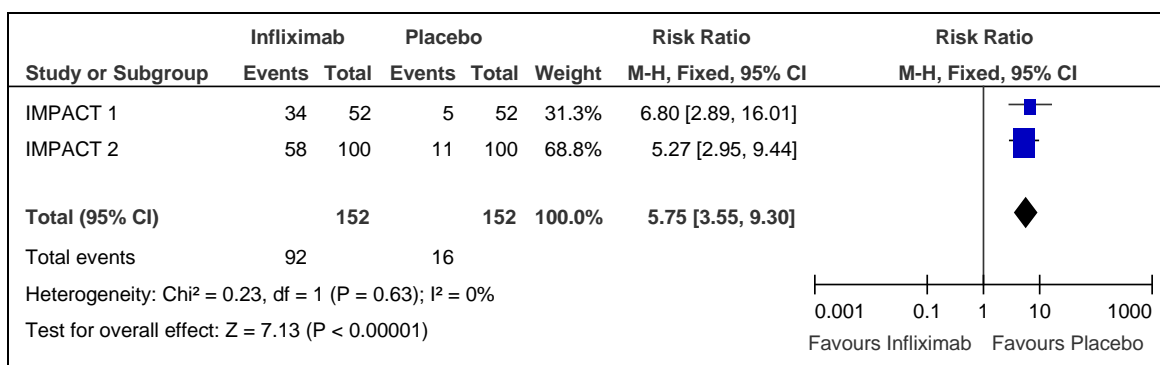 Infliximab Placebo Risk Ratio Risk Ratio
Study or Subgroup Events Total Events Total Weight M-H, Fixed, 95% CI M-H, Fixed, 95% CI
IMPACT 1 34 52 5 52 31.3% 6.80 [2.89, 16.01]
IMPACT 2 58 100 11 100 68.8% 5.27 [2.95, 9.44]
Total (95% CI) 152 152 100.0% 5.75 [3.55, 9.30]
Total events 92 16
Heterogeneity: Chi² = 0.23, df = 1 (P = 0.63); I² = 0%
Test for overall effect: Z = 7.13 (P < 0.00001)
0.001 0.1 1 10 1000
Favours Infliximab Favours Placebo